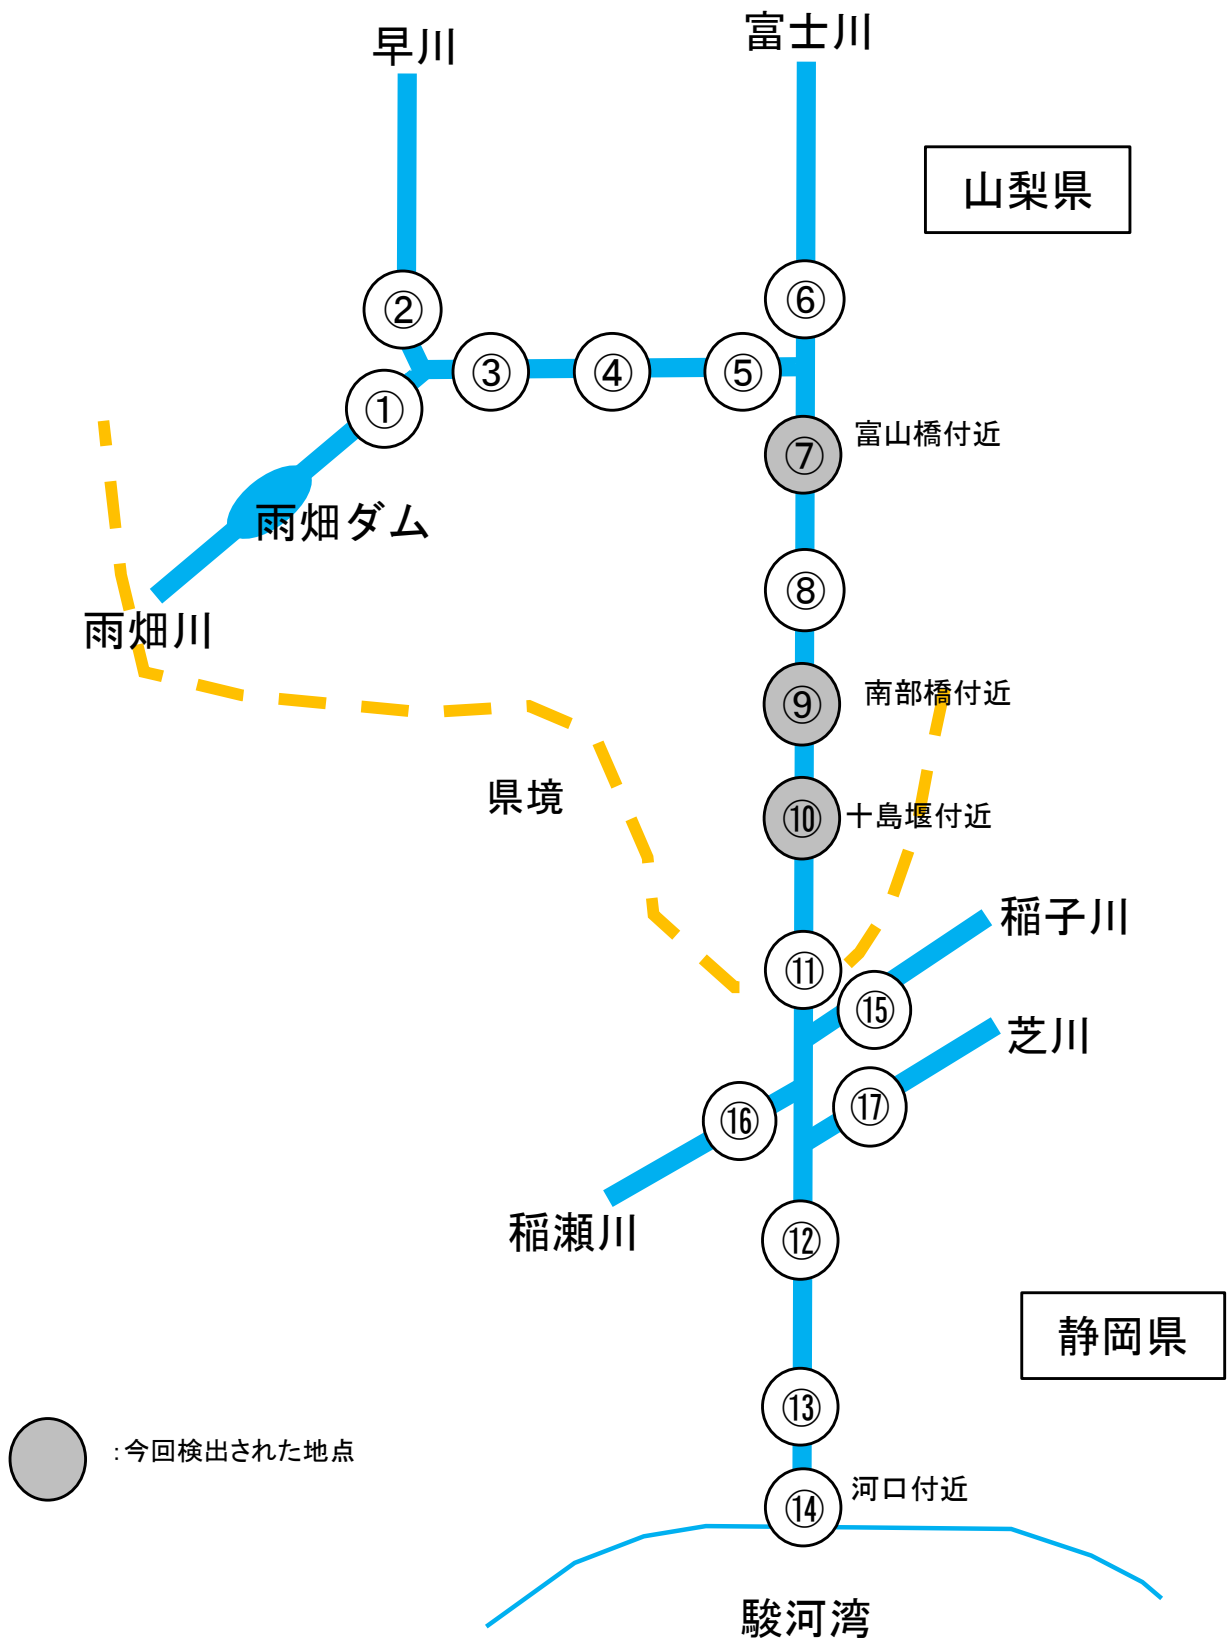 早川
富士川
山梨県
②
⑥
③
④
⑤
①
富山橋付近
⑦
雨畑ダム
⑧
雨畑川
南部橋付近
⑨
県境
⑩
十島堰付近
稲子川
⑪
⑮
芝川
⑯
⑰
稲瀬川
⑫
静岡県
⑬
:今回検出された地点
河口付近
⑭
駿河湾